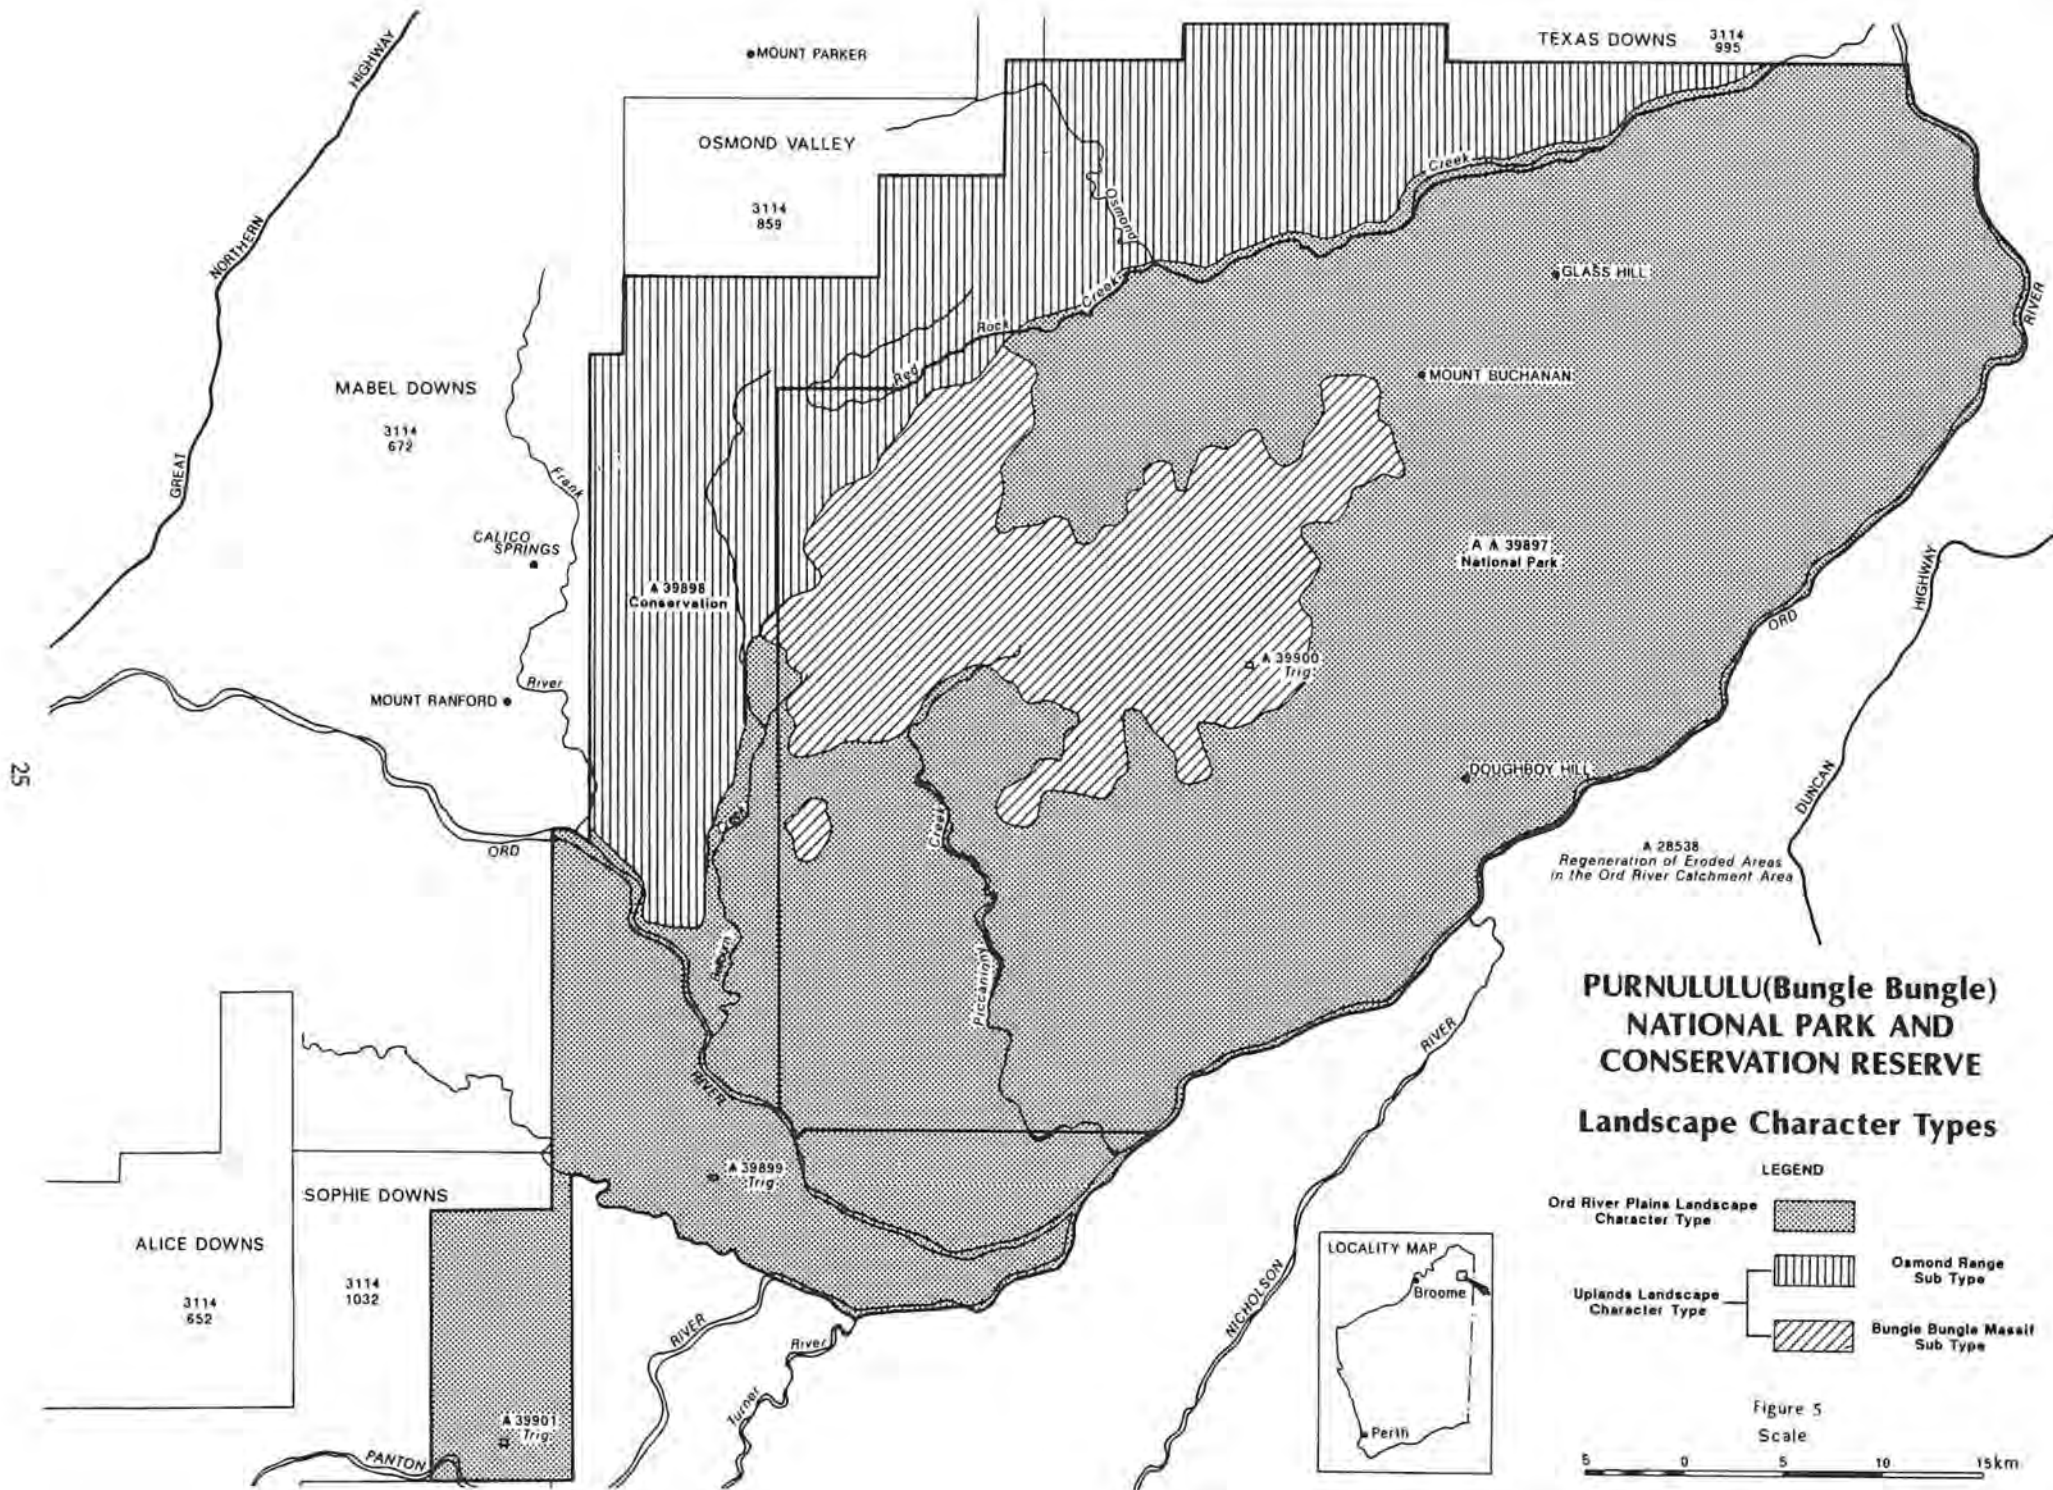 TEXAS DOWNS
3114
995
MOUNT PARKER
HIGHWAY
OSMOND VALLEY
3114
859
Creek
Osmond
NORTHERN
GLASS HILL
Creek
RIVER
Rock
Red
MOUNT BUCHANAN
MABEL DOWNS
3114
672
GREAT
Frank
CALICO
SPRINGS
A A 39897
National Park
A 39898
Conservation
HIGHWAY
ORD
A 39900
Trig
River
MOUNT RANFORD
25
DOUGHBOY HILL
DUNCAN
Creek
Creek
ORD
A 28538
Regeneration of Eroded Areas
in the Ord River Catchment Area
Piccaninny
PURNULULU(Bungle Bungle)
NATIONAL PARK AND
CONSERVATION RESERVE
RIVER
RIVER
Landscape Character Types
LEGEND
A 39899
Trig
SOPHIE DOWNS
Ord River Plains Landscape
Character Type
ALICE DOWNS
LOCALITY MAP
Osmond Range
Sub Type
3114
1032
3114
652
Broome
NICHOLSON
Uplands Landscape
Character Type
RIVER
River
Bungle Bungle Massif
Sub Type
Turner
A 39901
Trig
Perth
PANTON
Figure 5
Scale
5 0 5 10 15km